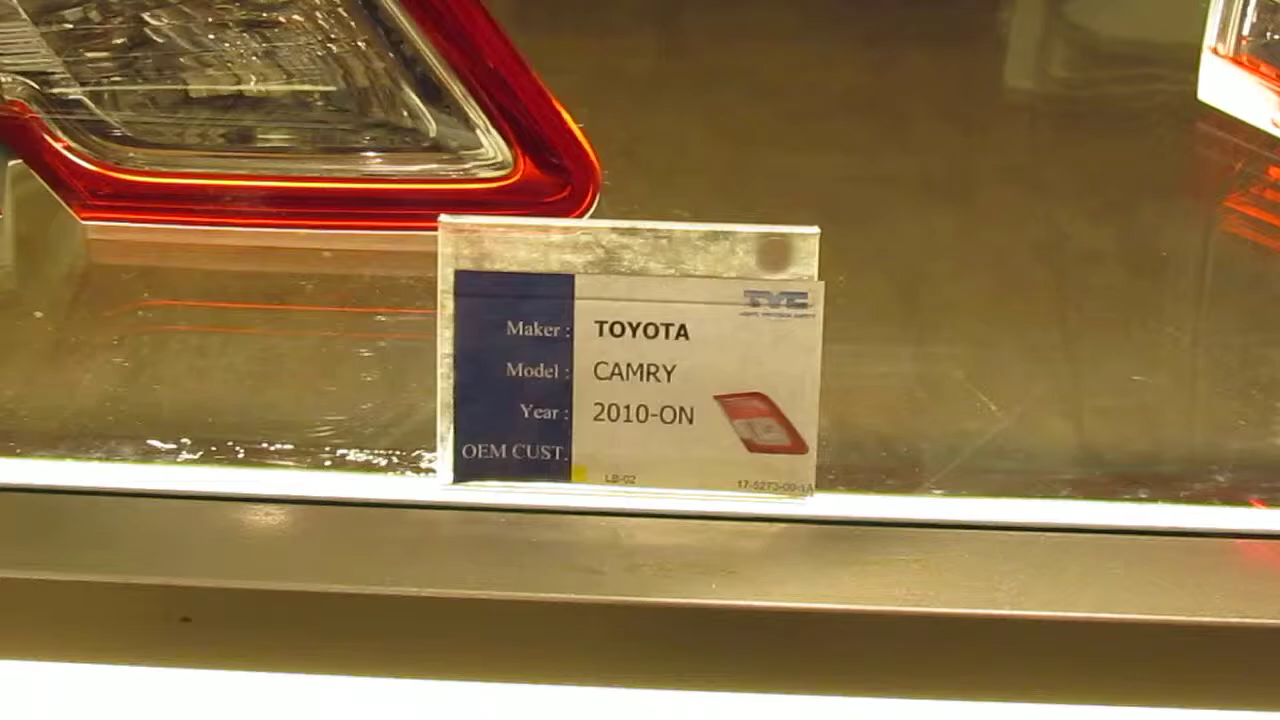 TYC
Maker : TOYOTA
Model : CAMRY
Year : 2010-ON
OEM CUST.
LB-02 17-5273-00-1A